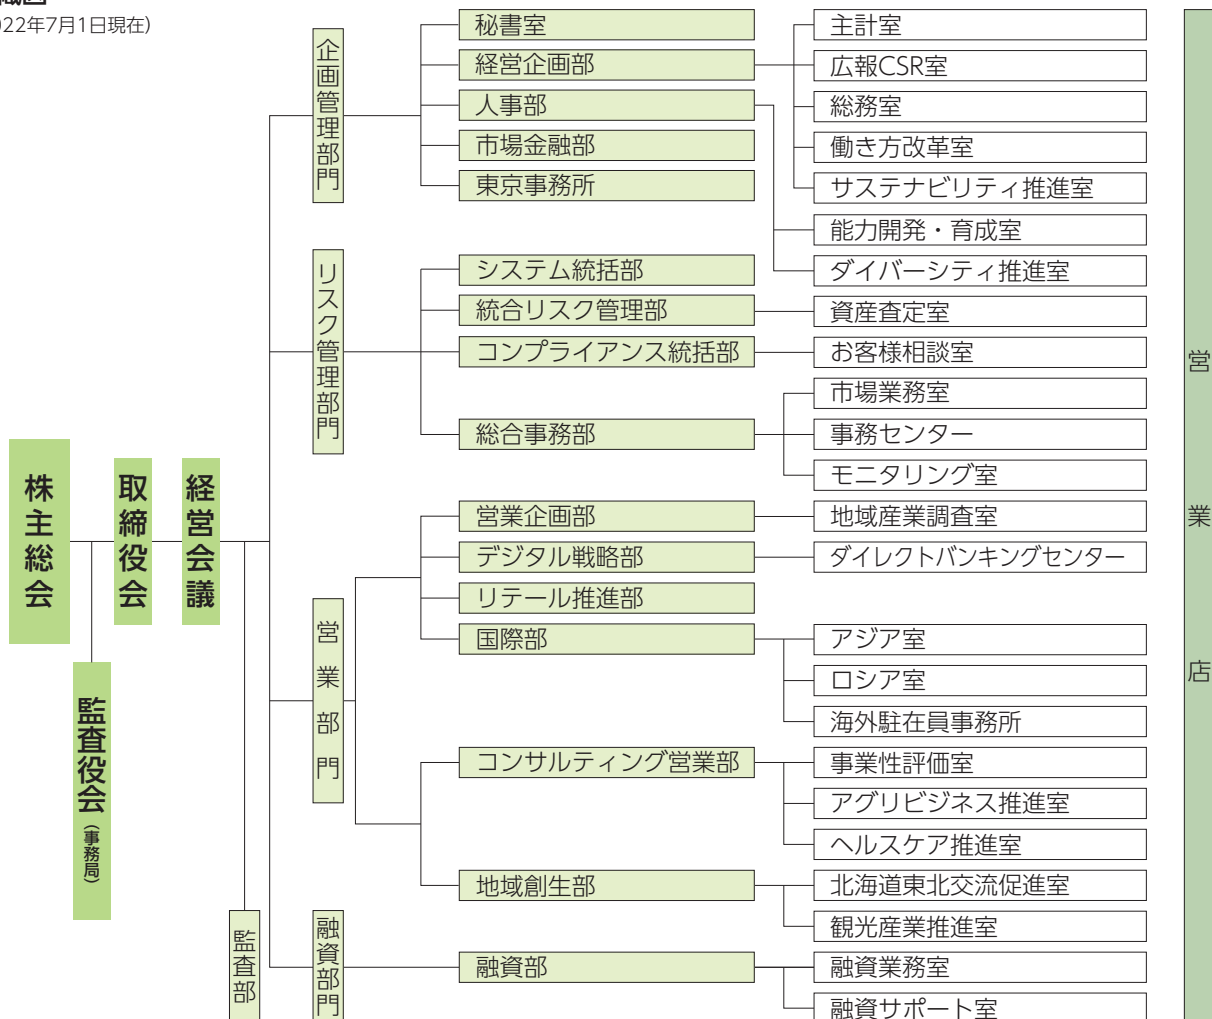 022年7月1日現在）
株主総会
監査役会
（事務局）
取締役会
経営会議
監査部
企画管理部門
秘書室
経営企画部
主計室
広報CSR室
総務室
働き方改革室
サステナビリティ推進室
人事部
能力開発・育成室
ダイバーシティ推進室
市場金融部
東京事務所
リスク管理部門
システム統括部
統合リスク管理部
資産査定室
コンプライアンス統括部
お客様相談室
総合事務部
市場業務室
事務センター
モニタリング室
営業部門
営業企画部
地域産業調査室
デジタル戦略部
ダイレクトバンキングセンター
リテール推進部
国際部
アジア室
ロシア室
海外駐在員事務所
コンサルティング営業部
事業性評価室
アグリビジネス推進室
ヘルスケア推進室
地域創生部
北海道東北交流促進室
観光産業推進室
融資部門
融資部
融資業務室
融資サポート室
営業店